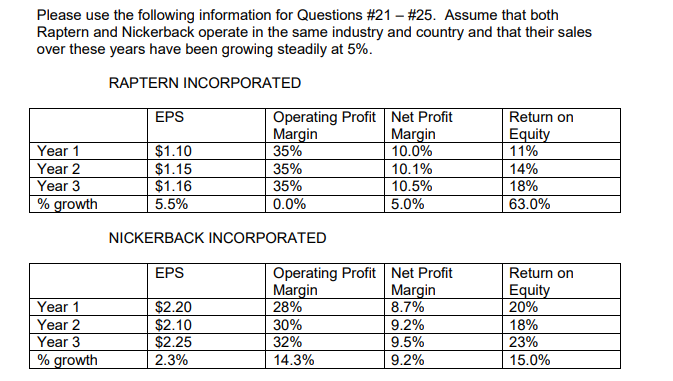 Please use the following information for Questions #21 – #25. Assume that both
Raptern and Nickerback operate in the same industry and country and that their sales
over these years have been growing steadily at 5%.
RAPTERN INCORPORATED
EPS Operating Profit Margin Net Profit Margin Return on Equity
Year 1 $1.10 35% 10.0% 11%
Year 2 $1.15 35% 10.1% 14%
Year 3 $1.16 35% 10.5% 18%
% growth 5.5% 0.0% 5.0% 63.0%
NICKERBACK INCORPORATED
EPS Operating Profit Margin Net Profit Margin Return on Equity
Year 1 $2.20 28% 8.7% 20%
Year 2 $2.10 30% 9.2% 18%
Year 3 $2.25 32% 9.5% 23%
% growth 2.3% 14.3% 9.2% 15.0%